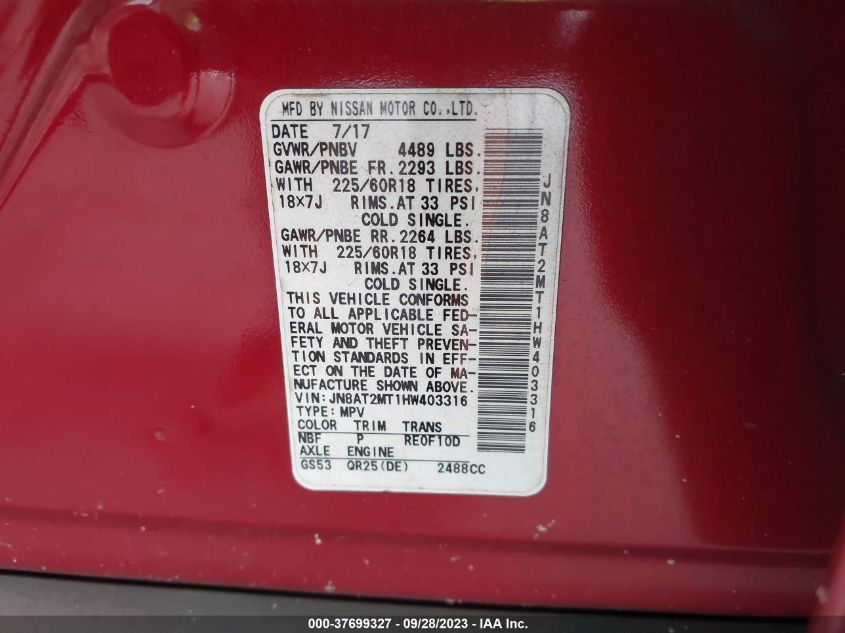 MFD BY NISSAN MOTOR CO.,LTD.
DATE 7/17
GVWR/PNBV 4489 LBS.
GAWR/PNBE FR. 2293 LBS.
WITH 225/60R18 TIRES,
18×7J RIMS. AT 33 PSI
COLD SINGLE.
GAWR/PNBE RR. 2264 LBS.
WITH 225/60R18 TIRES,
18×7J RIMS. AT 33 PSI
COLD SINGLE.
THIS VEHICLE CONFORMS
TO ALL APPLICABLE FED-
ERAL MOTOR VEHICLE SA-
FETY AND THEFT PREVEN-
TION STANDARDS IN EFF-
ECT ON THE DATE OF MA-
NUFACTURE SHOWN ABOVE.
VIN: JN8AT2MT1HW403316
TYPE: MPV
COLOR TRIM TRANS
NBF P RE0F10D
AXLE ENGINE
GS53 QR25(DE) 2488CC
JN8AT2MT1HW403316
000-37699327 - 09/28/2023 - IAA Inc.